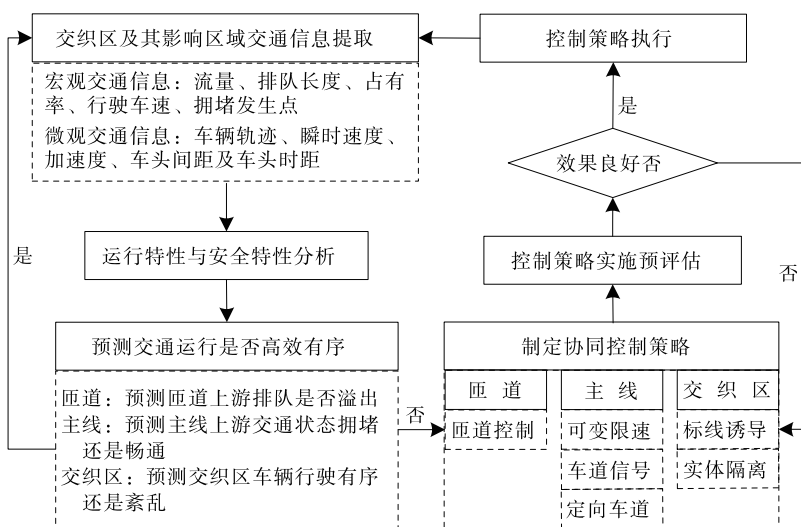 交织区及其影响区域交通信息提取
宏观交通信息：流量、排队长度、占有
率、行驶车速、拥堵发生点
微观交通信息：车辆轨迹、瞬时速度、
加速度、车头间距及车头时距
运行特性与安全特性分析
预测交通运行是否高效有序
匝道：预测匝道上游排队是否溢出
主线：预测主线上游交通状态拥堵
还是畅通
交织区：预测交织区车辆行驶有序
还是紊乱
是
否
控制策略执行
是
效果良好否
否
控制策略实施预评估
制定协同控制策略
匝 道
主 线
交 织 区
匝道控制
可变限速
标线诱导
车道信号
实体隔离
定向车道